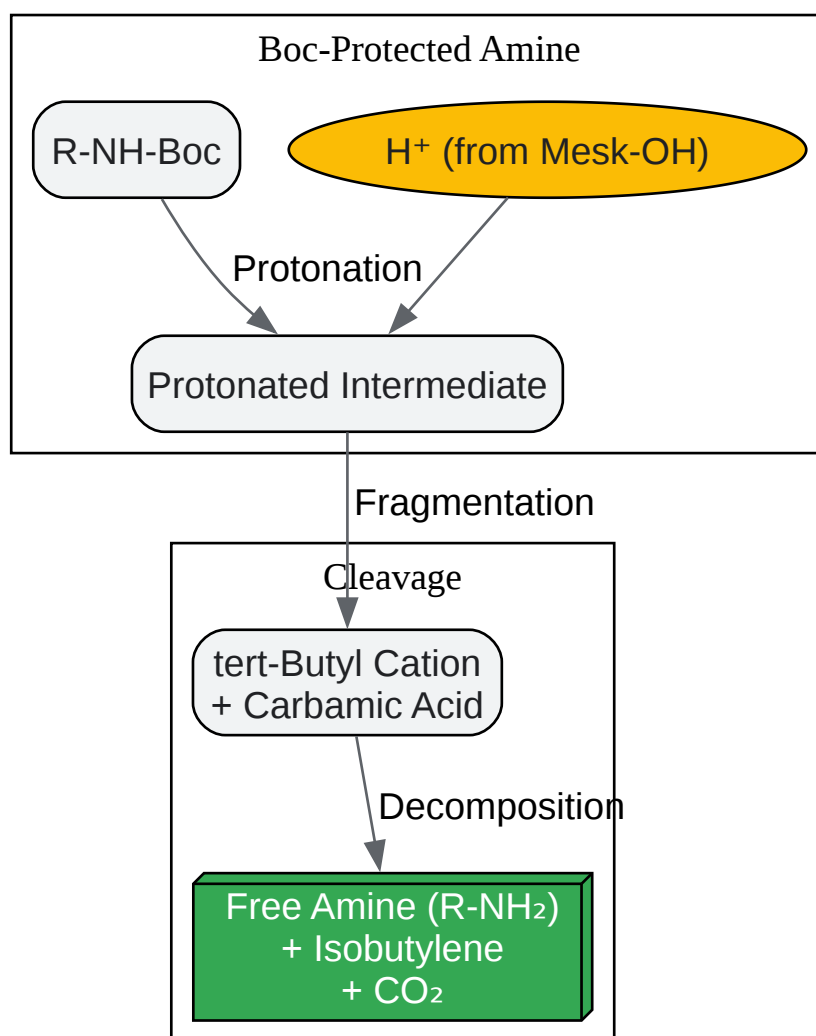 Boc-Protected Amine
R-NH-Boc
H⁺ (from Mesk-OH)
Protonation
Protonated Intermediate
Fragmentation
Cleavage
tert-Butyl Cation
+ Carbamic Acid
Decomposition
Free Amine (R-NH₂)
+ Isobutylene
+ CO₂